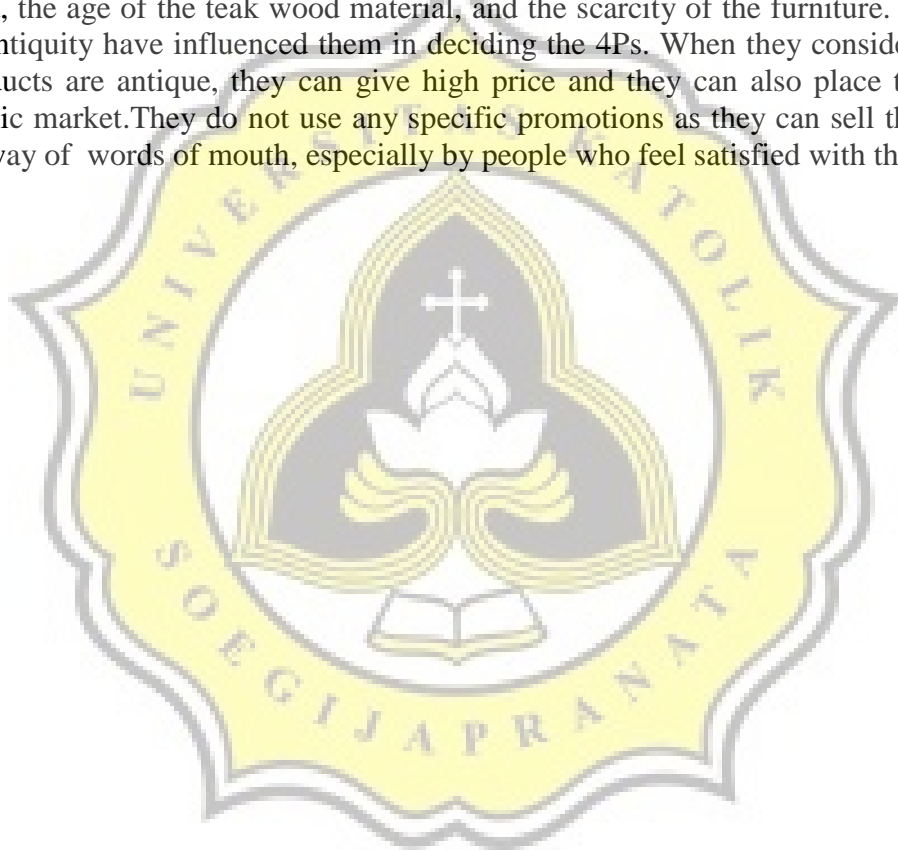 , the age of the teak wood material, and the scarcity of the furniture.
ntiquity have influenced them in deciding the 4Ps. When they conside
ucts are antique, they can give high price and they can also place t
ic market.They do not use any specific promotions as they can sell th
vay of words of mouth, especially by people who feel satisfied with th
UNIVERSITAS KATOLIK
SOEGIJAPRANATA